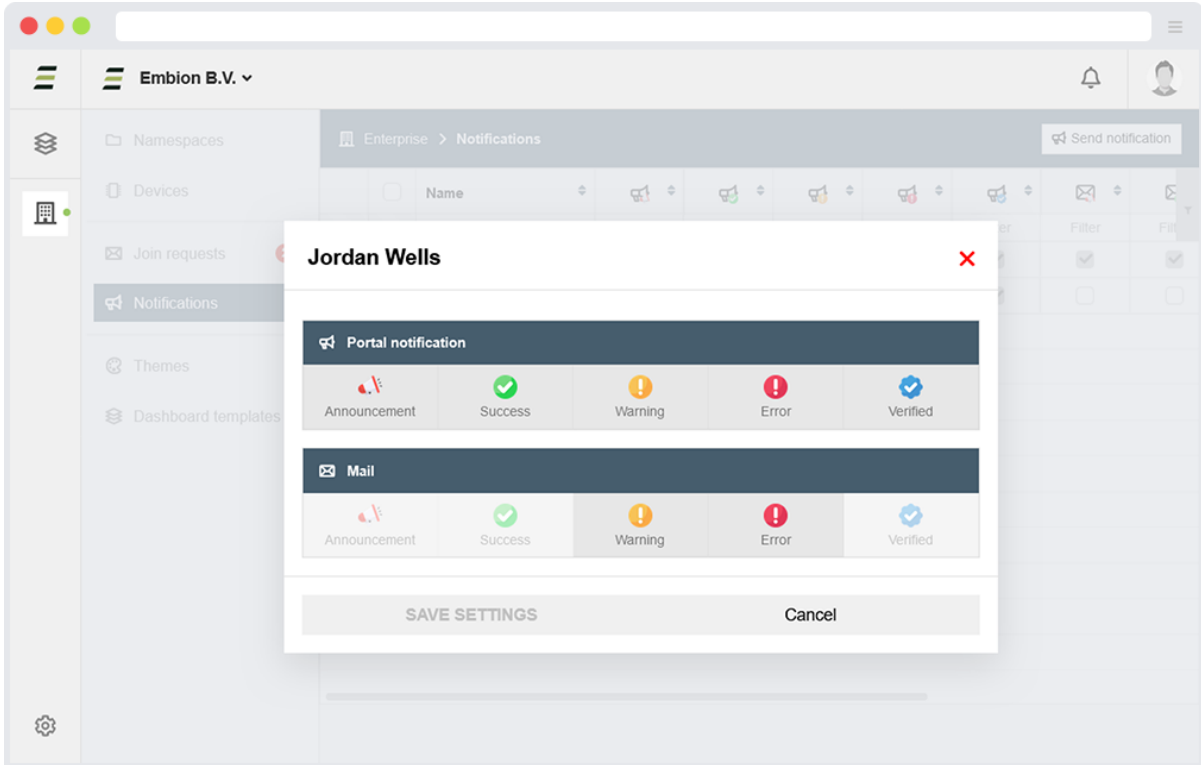 Embion B.V.
Namespaces
Enterprise > Notifications
Send notification
Devices
Name
Filter
Join requests
Jordan Wells
Notifications
Portal notification
Announcement Success Warning Error Verified
Themes
Dashboard templates
Mail
Announcement Success Warning Error Verified
SAVE SETTINGS Cancel